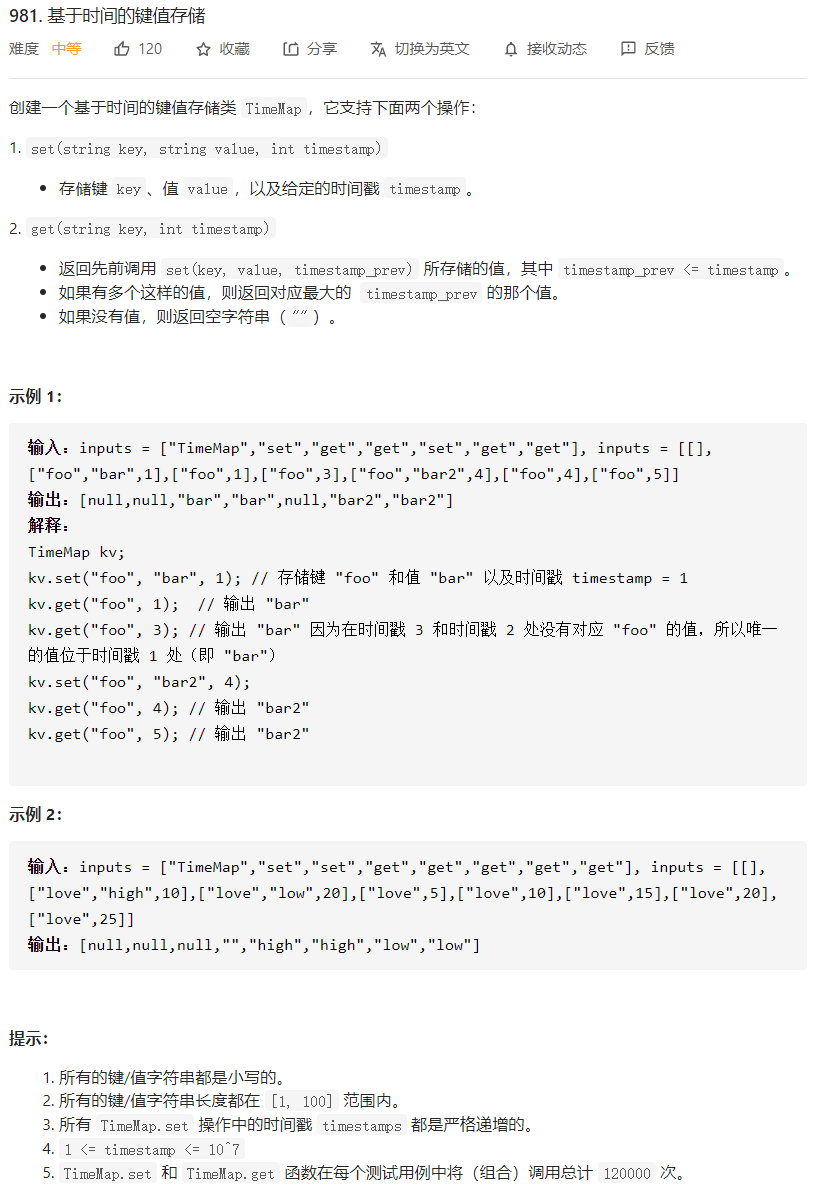 981. 基于时间的键值存储
难度 中等 120 收藏 分享 切换为英文 接收动态 反馈
创建一个基于时间的键值存储类 TimeMap，它支持下面两个操作：
1. set(string key, string value, int timestamp)
• 存储键 key、值 value，以及给定的时间戳 timestamp。
2. get(string key, int timestamp)
• 返回先前调用 set(key, value, timestamp_prev) 所存储的值，其中 timestamp_prev <= timestamp。
• 如果有多个这样的值，则返回对应最大的 timestamp_prev 的那个值。
• 如果没有值，则返回空字符串（""）。
示例 1：
输入：inputs = ["TimeMap","set","get","get","set","get","get"], inputs = [[],
["foo","bar",1],["foo",1],["foo",3],["foo","bar2",4],["foo",4],["foo",5]]
输出：[null,null,"bar","bar",null,"bar2","bar2"]
解释：
TimeMap kv;
kv.set("foo", "bar", 1); // 存储键 "foo" 和值 "bar" 以及时间戳 timestamp = 1
kv.get("foo", 1);  // 输出 "bar"
kv.get("foo", 3); // 输出 "bar" 因为在时间戳 3 和时间戳 2 处没有对应 "foo" 的值，所以唯一
的值位于时间戳 1 处（即 "bar"）
kv.set("foo", "bar2", 4);
kv.get("foo", 4); // 输出 "bar2"
kv.get("foo", 5); // 输出 "bar2"
示例 2：
输入：inputs = ["TimeMap","set","set","get","get","get","get","get"], inputs = [[],
["love","high",10],["love","low",20],["love",5],["love",10],["love",15],["love",20],
["love",25]]
输出：[null,null,null,"","high","high","low","low"]
提示：
1. 所有的键/值字符串都是小写的。
2. 所有的键/值字符串长度都在 [1, 100] 范围内。
3. 所有 TimeMap.set 操作中的时间戳 timestamps 都是严格递增的。
4. 1 <= timestamp <= 10^7
5. TimeMap.set 和 TimeMap.get 函数在每个测试用例中将（组合）调用总计 120000 次。